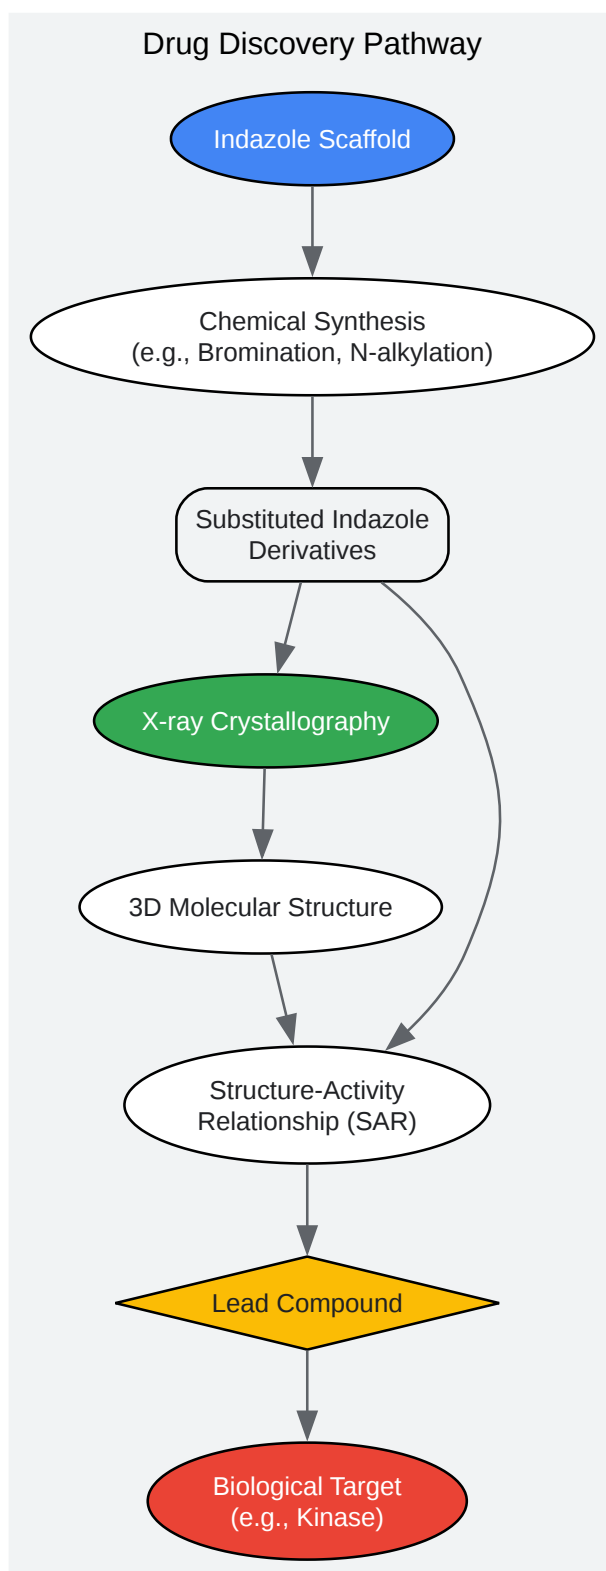 Drug Discovery Pathway
Indazole Scaffold
Chemical Synthesis
(e.g., Bromination, N-alkylation)
Substituted Indazole
Derivatives
X-ray Crystallography
3D Molecular Structure
Structure-Activity
Relationship (SAR)
Lead Compound
Biological Target
(e.g., Kinase)